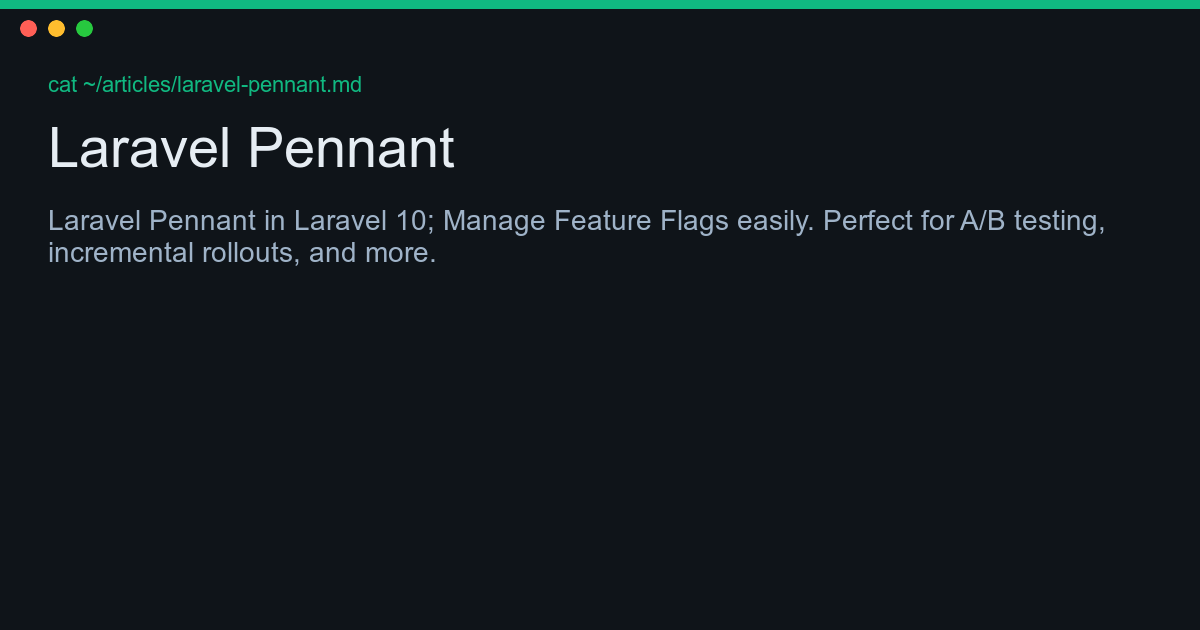 cat ~/articles/laravel-pennant.md
Laravel Pennant
Laravel Pennant in Laravel 10; Manage Feature Flags easily. Perfect for A/B testing,
incremental rollouts, and more.